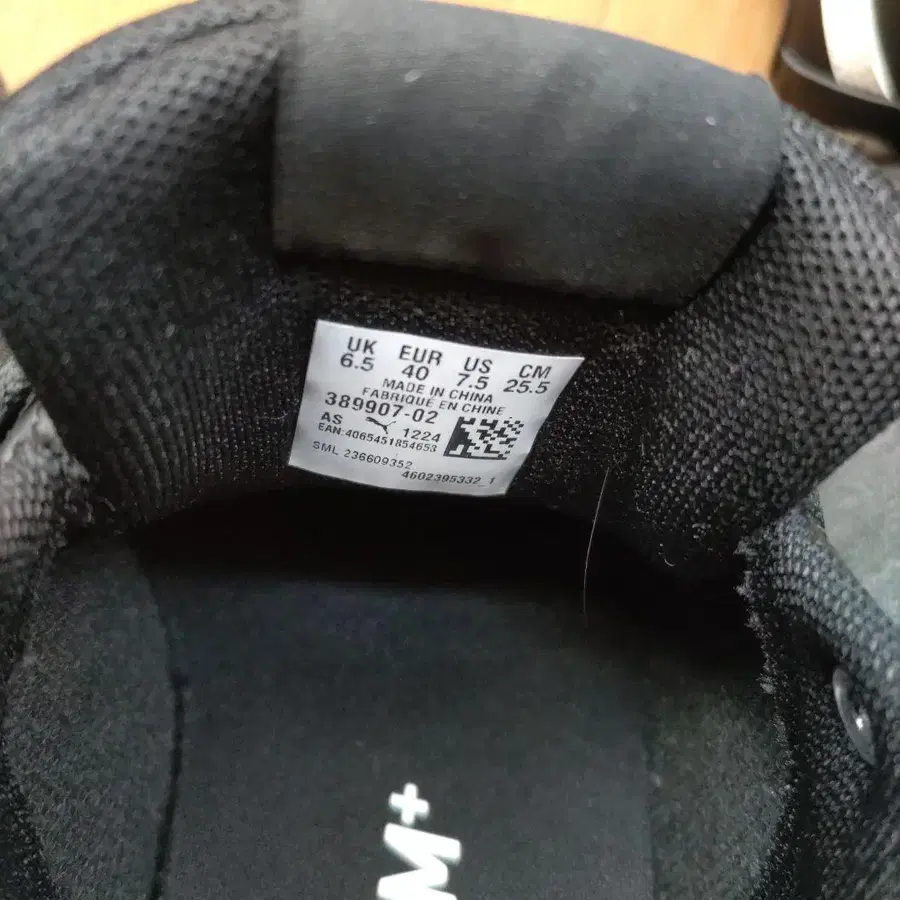 UK EUR US CM
6.5 40 7.5 25.5
MADE IN CHINA
FABRIQUE EN CHINE
389907-02
AS 1224
EAN:4065451854653
SML 236609352
4602395332_1
M+